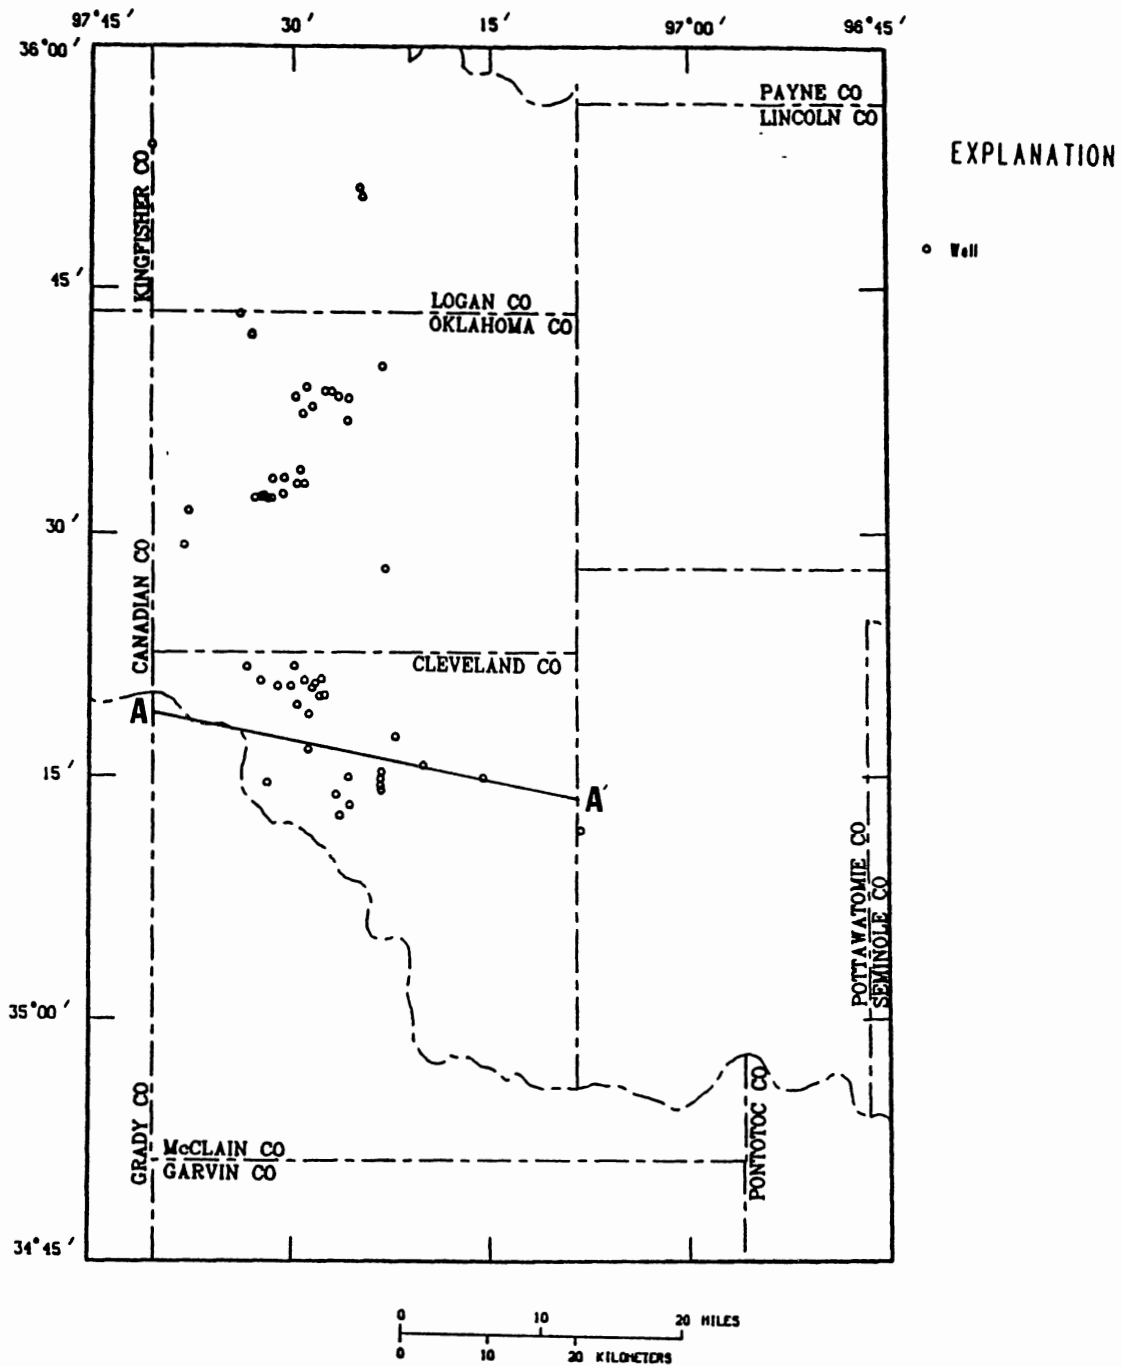 97°45′ 30′ 15′ 97°00′ 96°45′
36°00′
PAYNE CO
LINCOLN CO
EXPLANATION
KINGFISHER CO
Well
45′
LOGAN CO
OKLAHOMA CO
30′
CANADIAN CO
CLEVELAND CO
A
15′
A′
POTTAWATOMIE CO
SEMINOLE CO
35°00′
GRADY CO
McCLAIN CO
GARVIN CO
PONTOTOC CO
34°45′
0 10 20 MILES
0 10 20 KILOMETERS